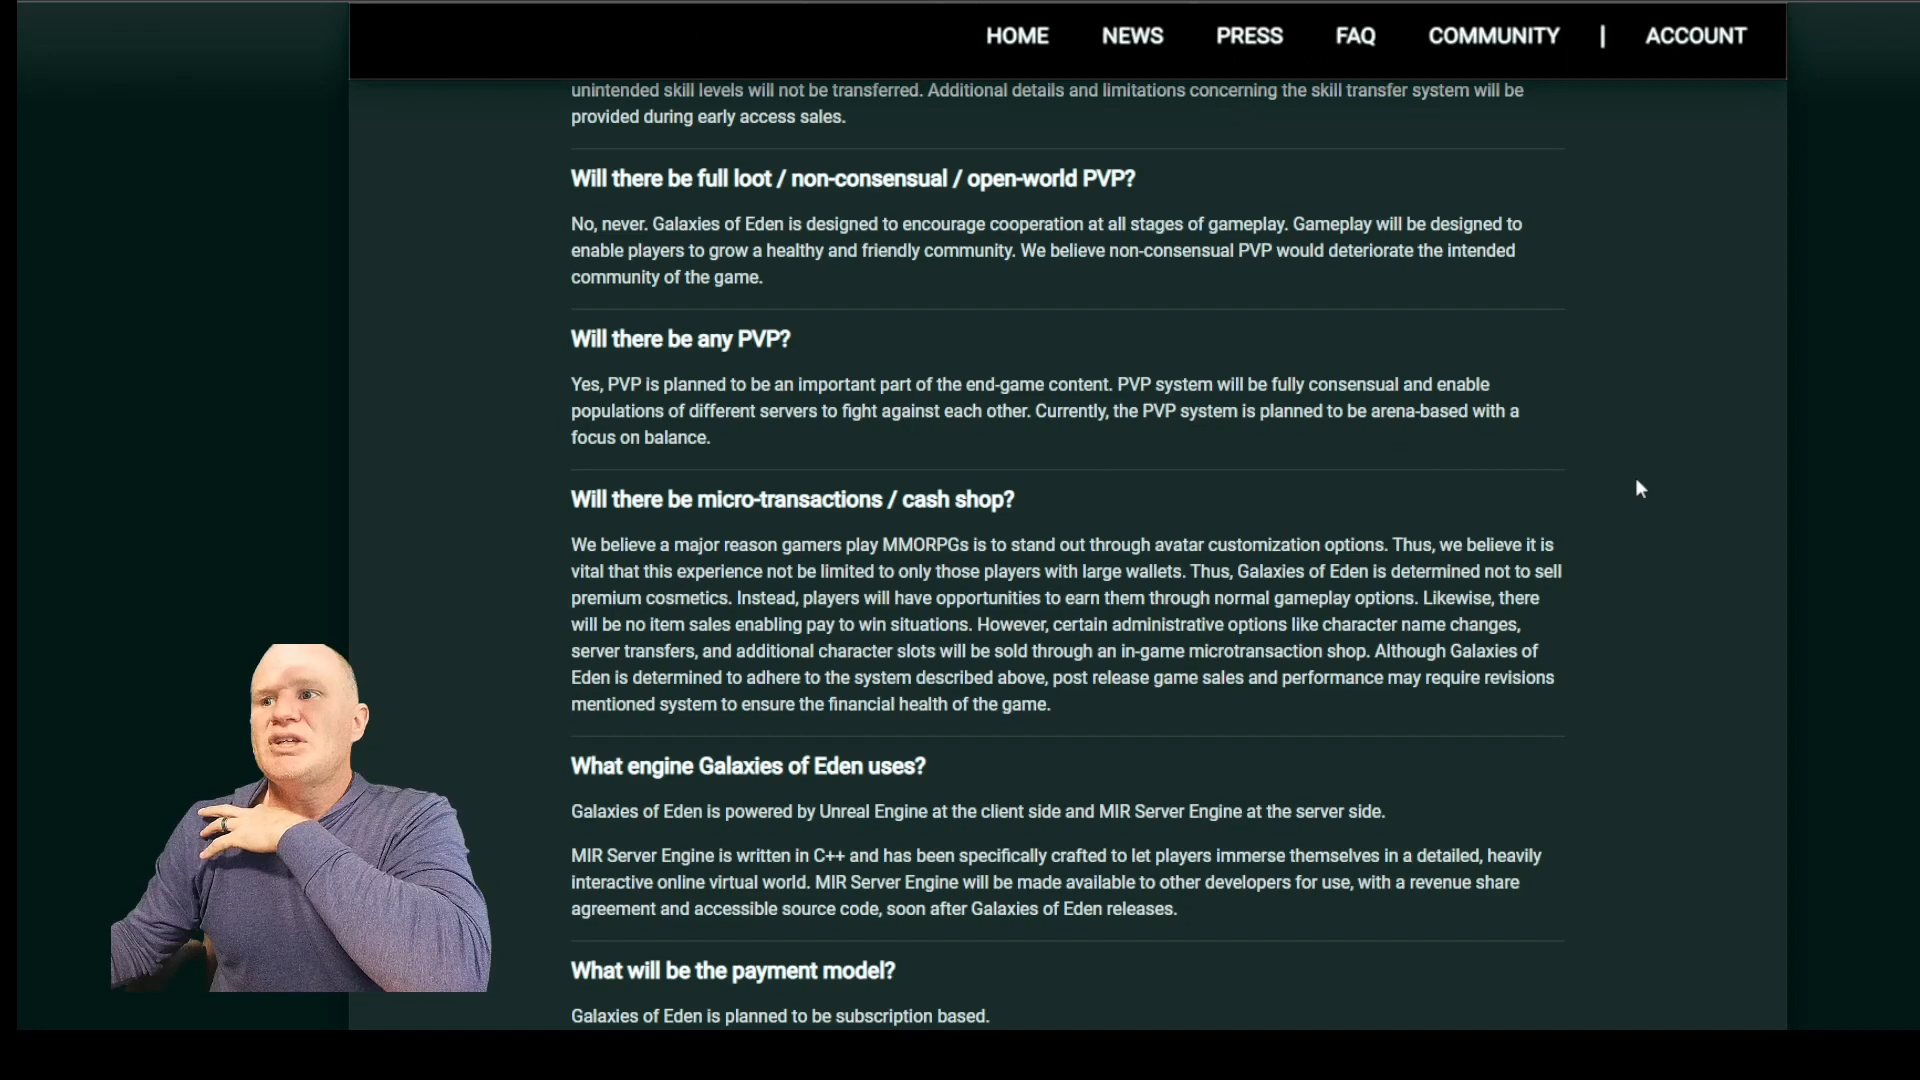 HOME NEWS PRESS FAQ COMMUNITY | ACCOUNT
unintended skill levels will not be transferred. Additional details and limitations concerning the skill transfer system will be
provided during early access sales.
Will there be full loot / non-consensual / open-world PVP?
No, never. Galaxies of Eden is designed to encourage cooperation at all stages of gameplay. Gameplay will be designed to
enable players to grow a healthy and friendly community. We believe non-consensual PVP would deteriorate the intended
community of the game.
Will there be any PVP?
Yes, PVP is planned to be an important part of the end-game content. PVP system will be fully consensual and enable
populations of different servers to fight against each other. Currently, the PVP system is planned to be arena-based with a
focus on balance.
Will there be micro-transactions / cash shop?
We believe a major reason gamers play MMORPGs is to stand out through avatar customization options. Thus, we believe it is
vital that this experience not be limited to only those players with large wallets. Thus, Galaxies of Eden is determined not to sell
premium cosmetics. Instead, players will have opportunities to earn them through normal gameplay options. Likewise, there
will be no item sales enabling pay to win situations. However, certain administrative options like character name changes,
server transfers, and additional character slots will be sold through an in-game microtransaction shop. Although Galaxies of
Eden is determined to adhere to the system described above, post release game sales and performance may require revisions
mentioned system to ensure the financial health of the game.
What engine Galaxies of Eden uses?
Galaxies of Eden is powered by Unreal Engine at the client side and MIR Server Engine at the server side.
MIR Server Engine is written in C++ and has been specifically crafted to let players immerse themselves in a detailed, heavily
interactive online virtual world. MIR Server Engine will be made available to other developers for use, with a revenue share
agreement and accessible source code, soon after Galaxies of Eden releases.
What will be the payment model?
Galaxies of Eden is planned to be subscription based.